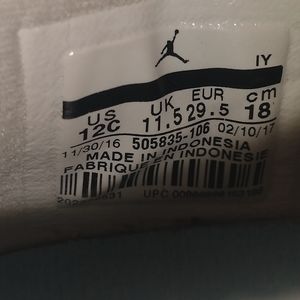 IY
US UK EUR cm
12C 11.5 29.5 18
11/30/16 505835-106 02/10/17
MADE IN INDONESIA
FABRIQUE EN INDONESIE
UPC